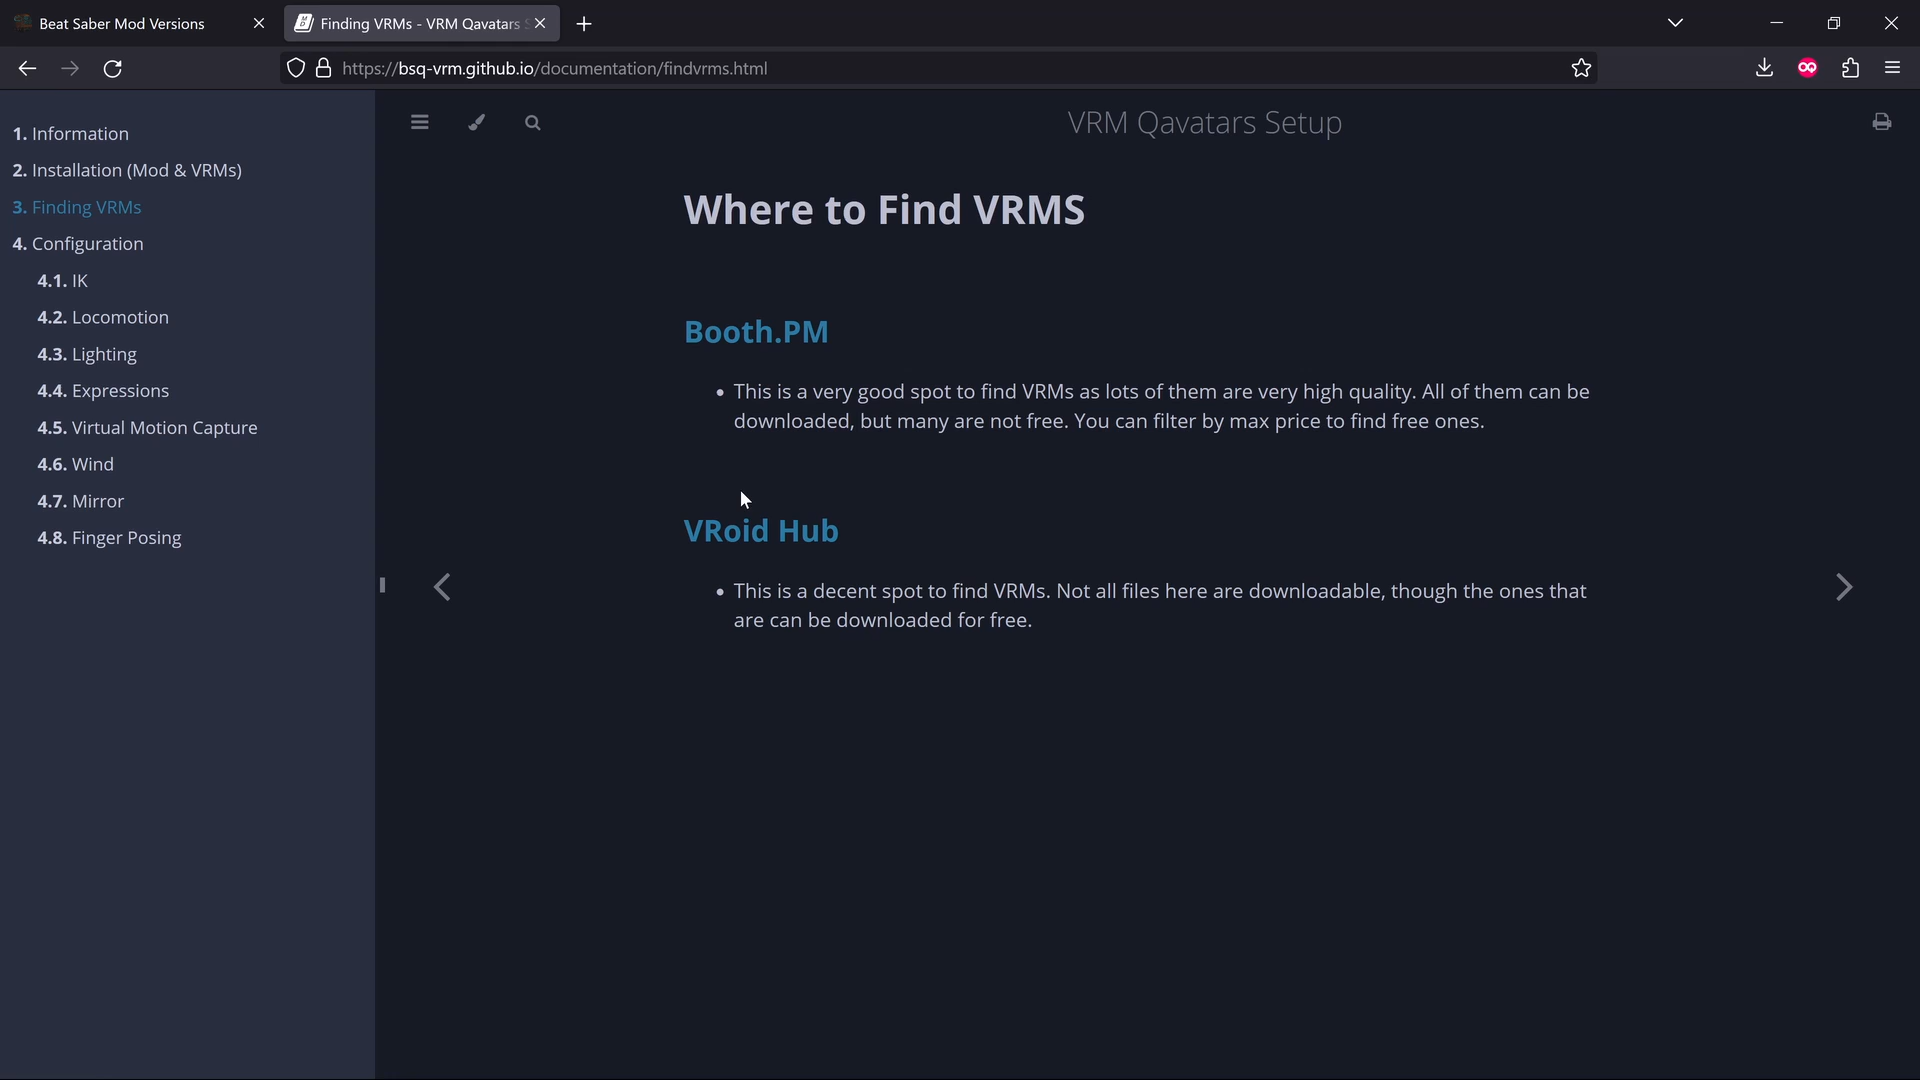 Beat Saber Mod Versions
Finding VRMs - VRM Qavatars
https://bsq-vrm.github.io/documentation/findvrms.html
1. Information
2. Installation (Mod & VRMs)
3. Finding VRMs
4. Configuration
4.1. IK
4.2. Locomotion
4.3. Lighting
4.4. Expressions
4.5. Virtual Motion Capture
4.6. Wind
4.7. Mirror
4.8. Finger Posing
VRM Qavatars Setup
Where to Find VRMS
Booth.PM
• This is a very good spot to find VRMs as lots of them are very high quality. All of them can be
downloaded, but many are not free. You can filter by max price to find free ones.
VRoid Hub
• This is a decent spot to find VRMs. Not all files here are downloadable, though the ones that
are can be downloaded for free.